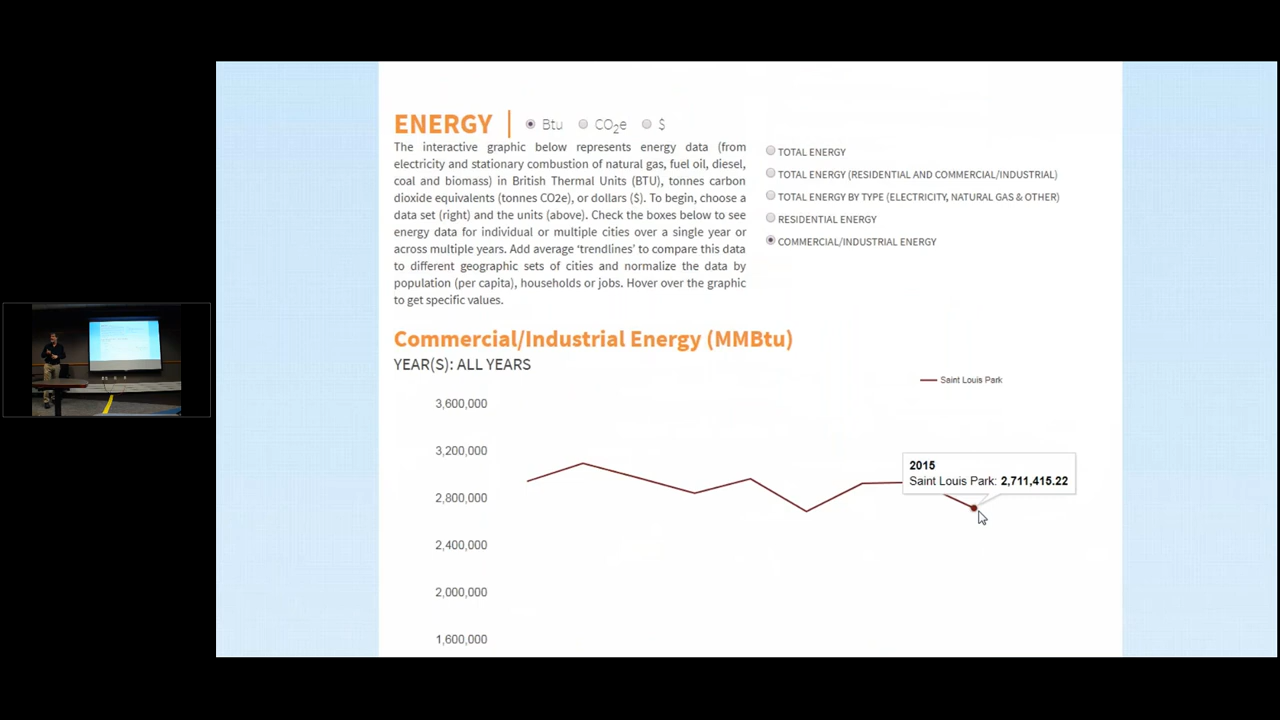 ENERGY
Btu CO2e $
The interactive graphic below represents energy data (from
electricity and stationary combustion of natural gas, fuel oil, diesel,
coal and biomass) in British Thermal Units (BTU), tonnes carbon
dioxide equivalents (tonnes CO2e), or dollars ($). To begin, choose a
data set (right) and the units (above). Check the boxes below to see
energy data for individual or multiple cities over a single year or
across multiple years. Add average ‘trendlines’ to compare this data
to different geographic sets of cities and normalize the data by
population (per capita), households or jobs. Hover over the graphic
to get specific values.
TOTAL ENERGY
TOTAL ENERGY (RESIDENTIAL AND COMMERCIAL/INDUSTRIAL)
TOTAL ENERGY BY TYPE (ELECTRICITY, NATURAL GAS & OTHER)
RESIDENTIAL ENERGY
COMMERCIAL/INDUSTRIAL ENERGY
Commercial/Industrial Energy (MMBtu)
YEAR(S): ALL YEARS
Saint Louis Park
3,600,000
3,200,000
2,800,000
2,400,000
2,000,000
1,600,000
2015
Saint Louis Park: 2,711,415.22